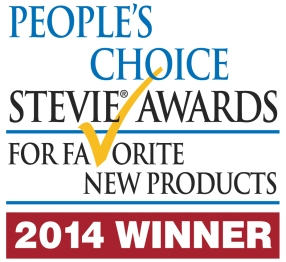 PEOPLE'S
CHOICE
STEVIE® AWARDS
FOR FAVORITE
NEW PRODUCTS
2014 WINNER